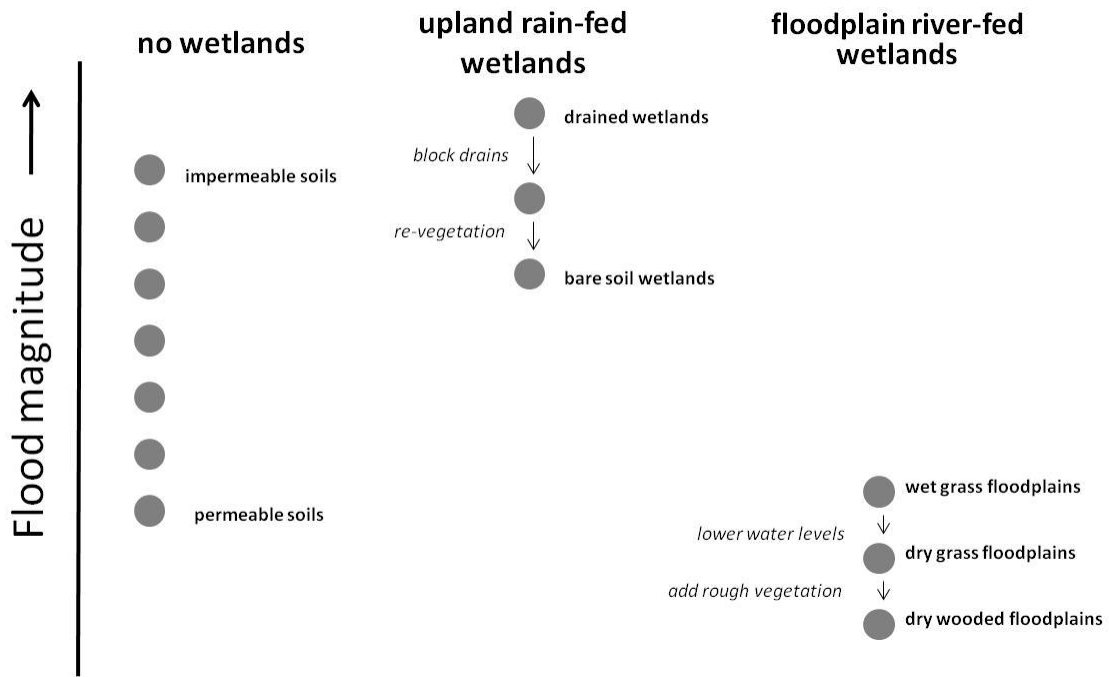 no wetlands
upland rain-fed
wetlands
floodplain river-fed
wetlands
Flood magnitude
impermeable soils
permeable soils
drained wetlands
block drains
re-vegetation
bare soil wetlands
wet grass floodplains
lower water levels
dry grass floodplains
add rough vegetation
dry wooded floodplains